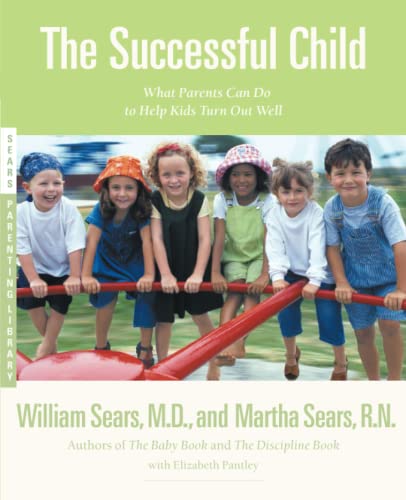 The Successful Child
What Parents Can Do
to Help Kids Turn Out Well
SEARS PARENTING LIBRARY
William Sears, M.D., and Martha Sears, R.N.
Authors of The Baby Book and The Discipline Book
with Elizabeth Pantley